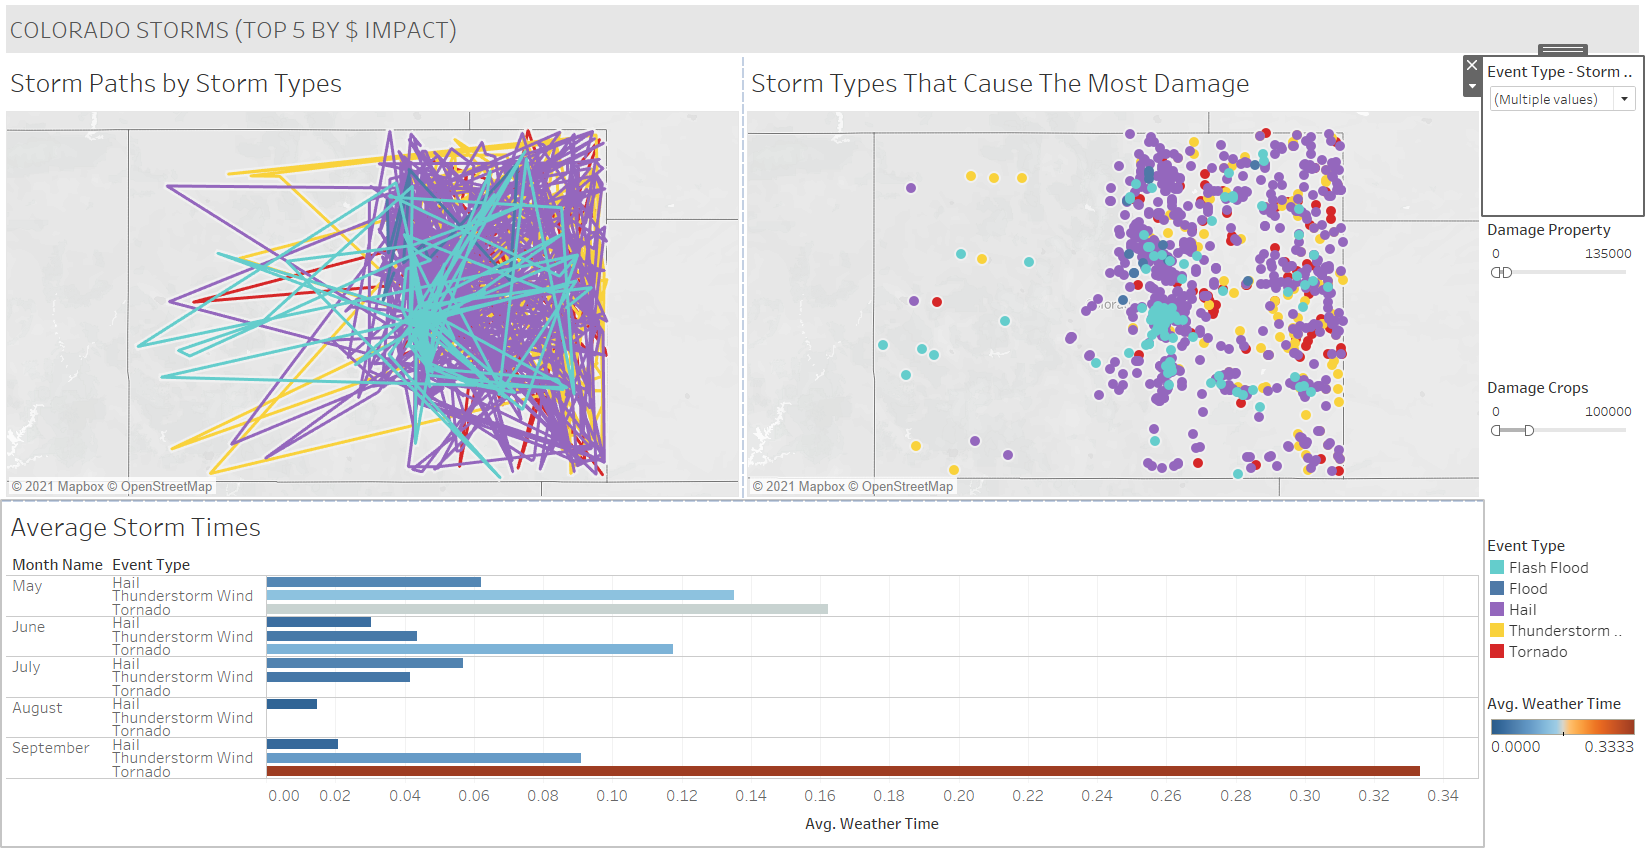 COLORADO STORMS (TOP 5 BY $ IMPACT)
Storm Paths by Storm Types
© 2021 Mapbox © OpenStreetMap
Storm Types That Cause The Most Damage
© 2021 Mapbox © OpenStreetMap
Event Type - Storm ..
(Multiple values)
Damage Property
0 135000
Damage Crops
0 100000
Average Storm Times
Month Name Event Type
May
Hail
Thunderstorm Wind
Tornado
June
Hail
Thunderstorm Wind
Tornado
July
Hail
Thunderstorm Wind
Tornado
August
Hail
Thunderstorm Wind
Tornado
September
Hail
Thunderstorm Wind
Tornado
0.00 0.02 0.04 0.06 0.08 0.10 0.12 0.14 0.16 0.18 0.20 0.22 0.24 0.26 0.28 0.30 0.32 0.34
Avg. Weather Time
Event Type
Flash Flood
Flood
Hail
Thunderstorm ..
Tornado
Avg. Weather Time
0.0000 0.3333